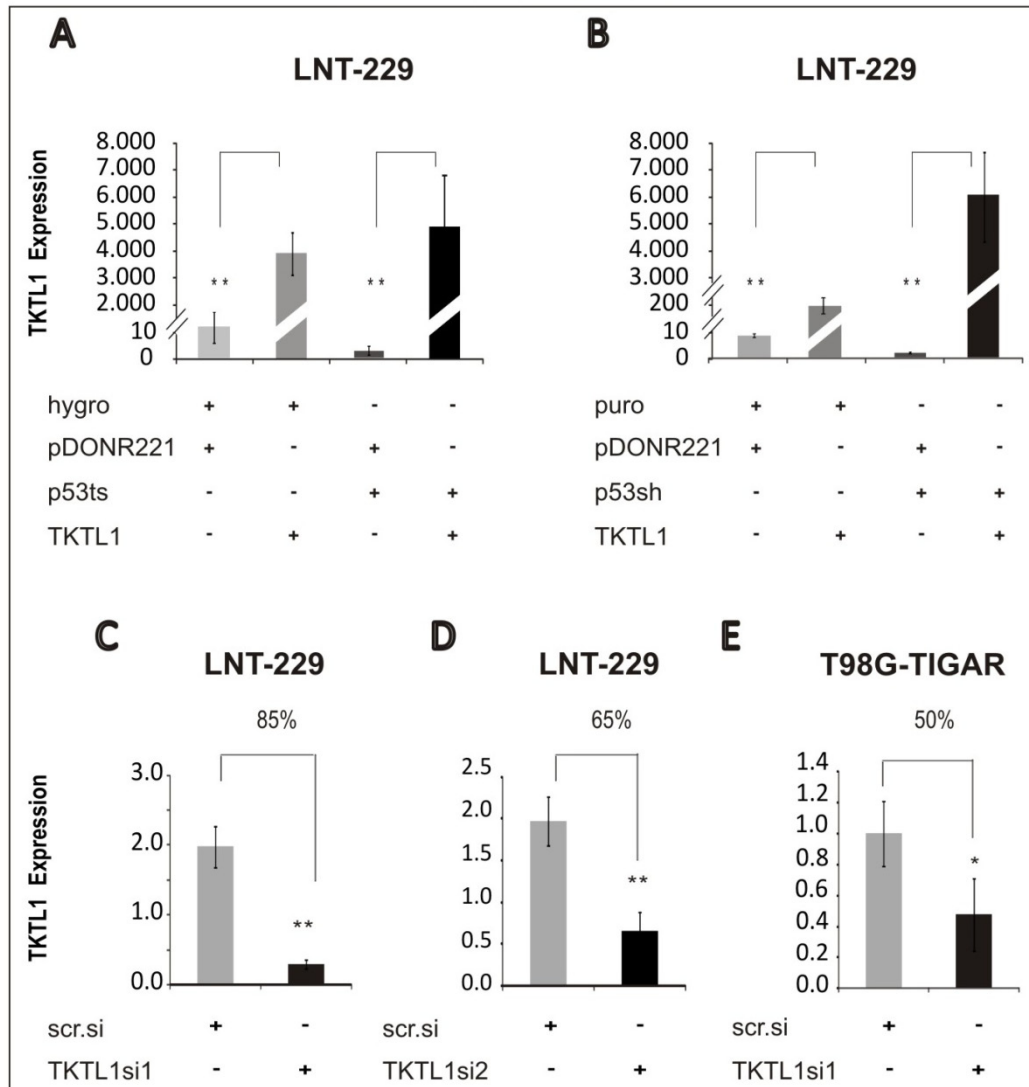 A
LNT-229
TKTL1 Expression
8.000
7.000
6.000
5.000
4.000
3.000
2.000
10
0
** **
hygro + + - -
pDONR221 + - + -
p53ts - - + +
TKTL1 - + - +
B
LNT-229
8.000
7.000
6.000
5.000
4.000
3.000
200
10
0
** **
puro + + - -
pDONR221 + - + -
p53sh - - + +
TKTL1 - + - +
C
LNT-229
85%
TKTL1 Expression
3.0
2.0
1.0
0.0
**
scr.si + -
TKTL1si1 - +
D
LNT-229
65%
2.5
2.0
1.5
1.0
0.5
0.0
**
scr.si + -
TKTL1si2 - +
E
T98G-TIGAR
50%
1.4
1.2
1.0
0.8
0.6
0.4
0.2
0.0
*
scr.si + -
TKTL1si1 - +